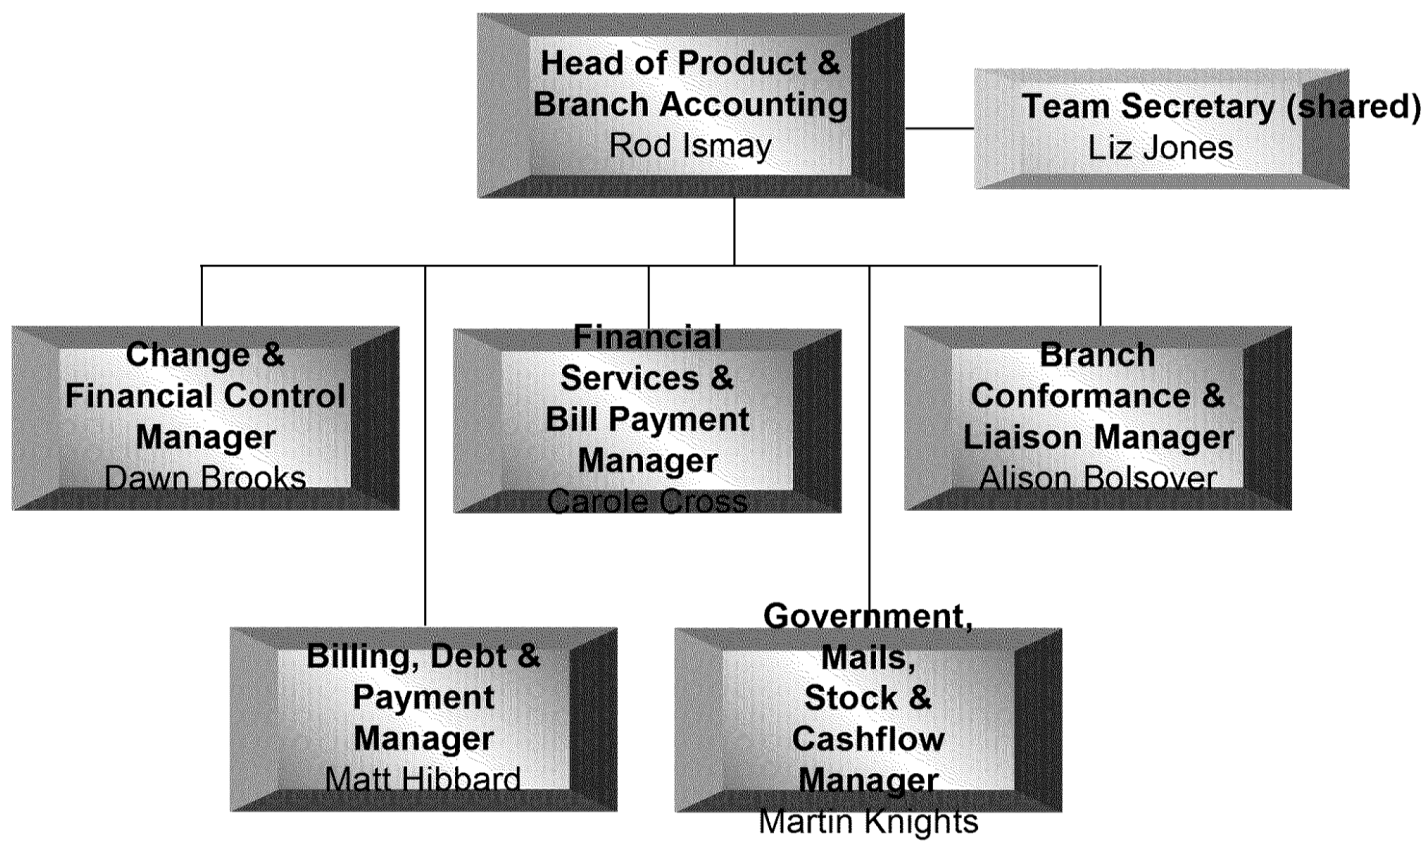 Head of Product &
Branch Accounting
Rod Ismay
Team Secretary (shared)
Liz Jones
Change &
Financial Control
Manager
Dawn Brooks
Financial
Services &
Bill Payment
Manager
Carole Cross
Branch
Conformance &
Liaison Manager
Alison Bolsover
Billing, Debt &
Payment
Manager
Matt Hibbard
Government,
Mails,
Stock &
Cashflow
Manager
Martin Knights